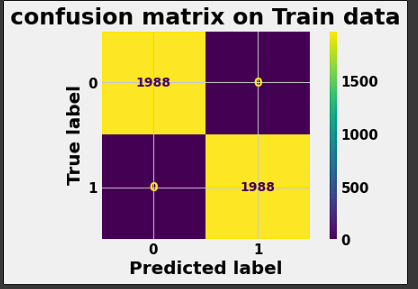 confusion matrix on Train data
0 1988 0
1 0 1988
0 1
True label
Predicted label
1500
1000
500
0